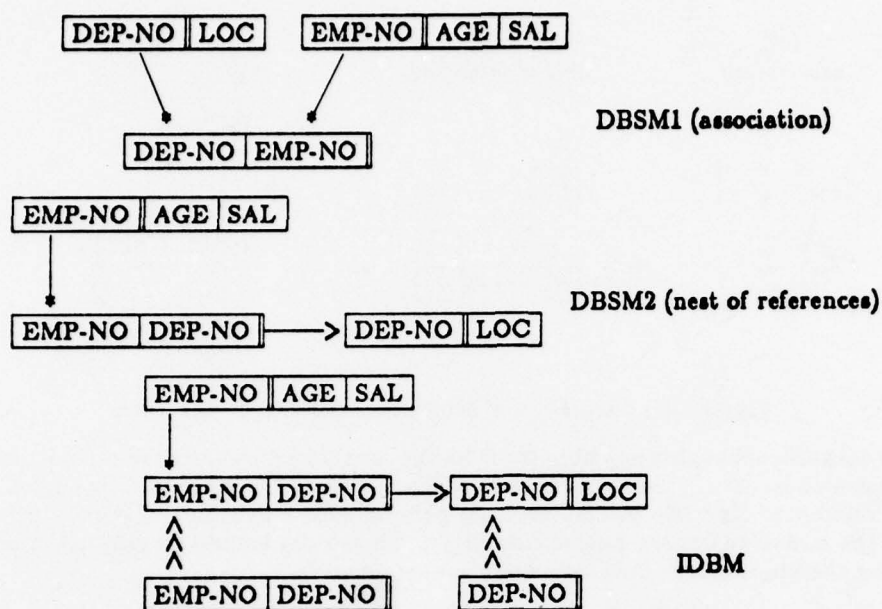 DEP-NO LOC EMP-NO AGE SAL
DBSM1 (association)
DEP-NO EMP-NO
EMP-NO AGE SAL
DBSM2 (nest of references)
EMP-NO DEP-NO DEP-NO LOC
EMP-NO AGE SAL
EMP-NO DEP-NO DEP-NO LOC
IDBM
EMP-NO DEP-NO DEP-NO